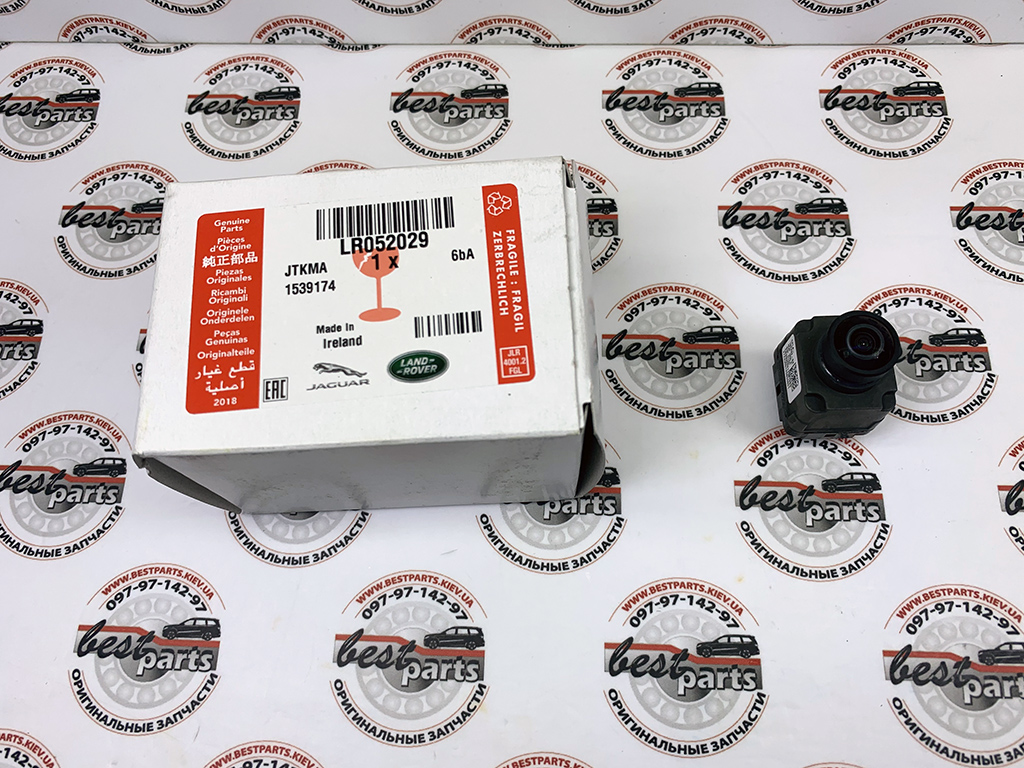 Genuine
Parts
Pièces
d'Origine
純正部品
Piezas
Originales
Ricambi
Originali
Originele
Onderdelen
Peças
Genuinas
Originalteile
قطع غيار
أصلية
2018
LR052029
1 x
6bA
JTKMA
1539174
Made In
Ireland
EAC
JAGUAR
LAND-
ROVER
FRAGILE : FRAGIL
ZERBRECHLICH
JLR
4001.2
FGL
WWW.BESTPARTS.KIEV.UA
097-97-142-97
best
parts
ОРИГИНАЛЬНЫЕ ЗАПЧАСТИ